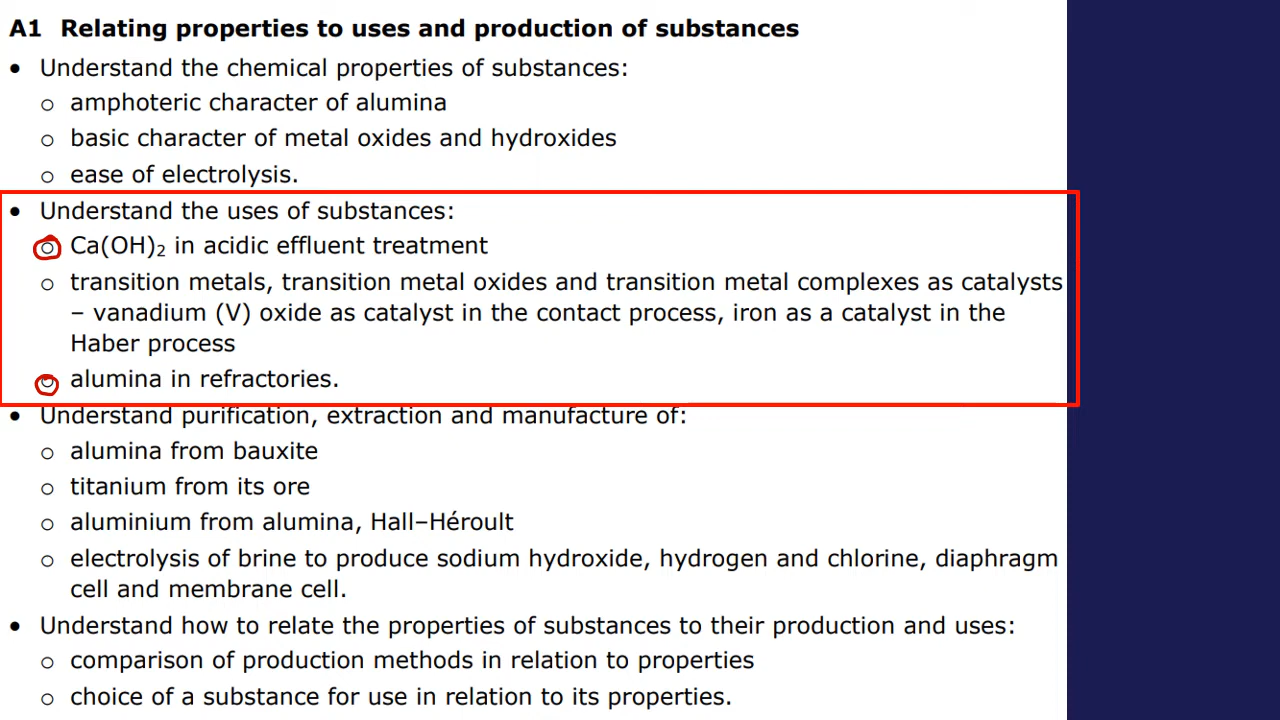 A1 Relating properties to uses and production of substances
• Understand the chemical properties of substances:
o amphoteric character of alumina
o basic character of metal oxides and hydroxides
o ease of electrolysis.
• Understand the uses of substances:
o Ca(OH)₂ in acidic effluent treatment
o transition metals, transition metal oxides and transition metal complexes as catalysts
– vanadium (V) oxide as catalyst in the contact process, iron as a catalyst in the
Haber process
o alumina in refractories.
• Understand purification, extraction and manufacture of:
o alumina from bauxite
o titanium from its ore
o aluminium from alumina, Hall–Héroult
o electrolysis of brine to produce sodium hydroxide, hydrogen and chlorine, diaphragm
cell and membrane cell.
• Understand how to relate the properties of substances to their production and uses:
o comparison of production methods in relation to properties
o choice of a substance for use in relation to its properties.